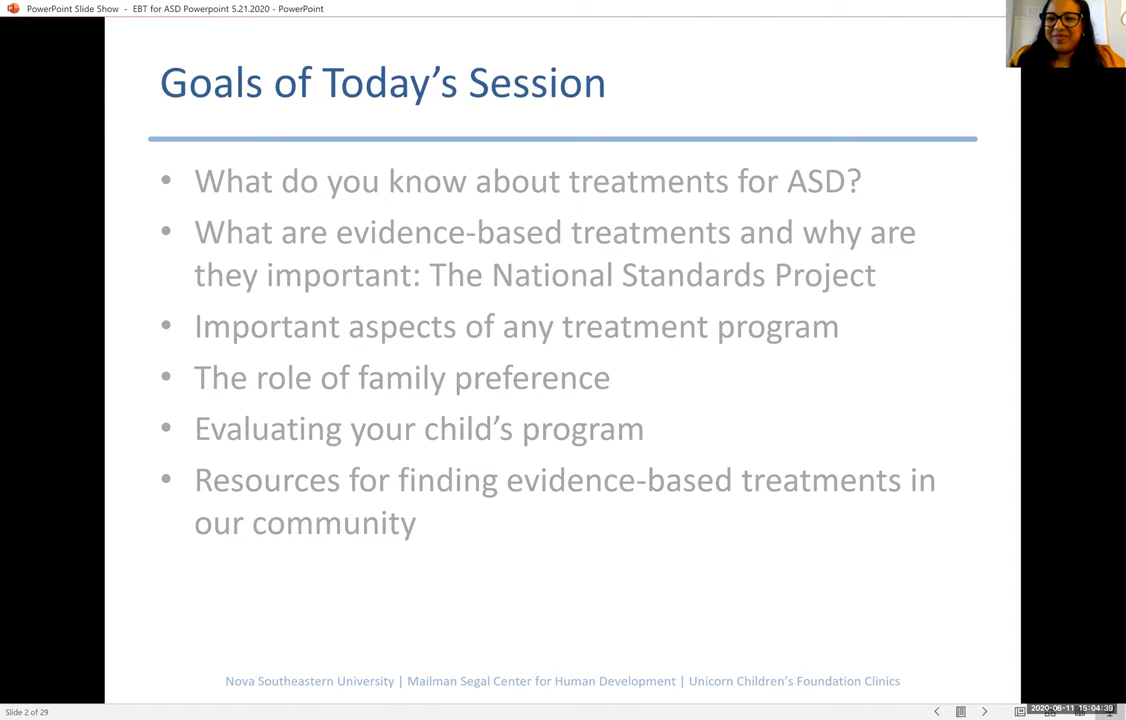 PowerPoint Slide Show - EBT for ASD Powerpoint 5.21.2020 - PowerPoint
Goals of Today's Session
• What do you know about treatments for ASD?
• What are evidence-based treatments and why are
they important: The National Standards Project
• Important aspects of any treatment program
• The role of family preference
• Evaluating your child's program
• Resources for finding evidence-based treatments in
our community
Nova Southeastern University | Mailman Segal Center for Human Development | Unicorn Children's Foundation Clinics
Slide 2 of 29
2020-06-11 15:04:39